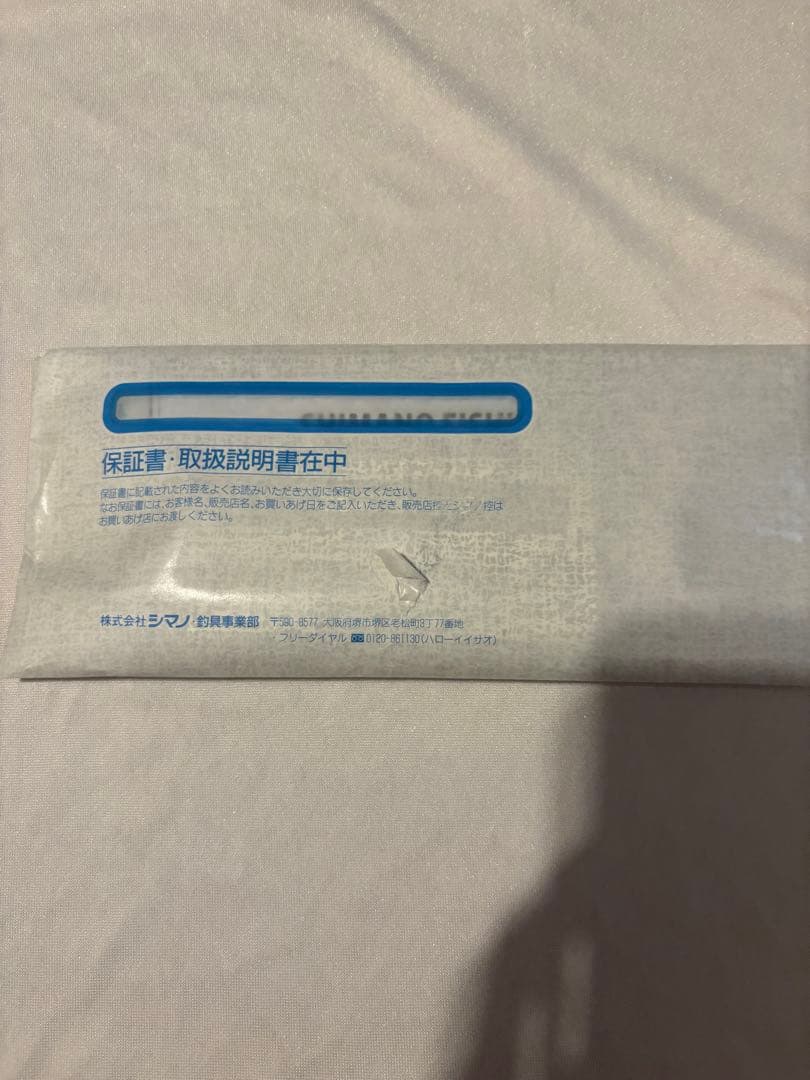 SHIMANO FISHI
保証書・取扱説明書在中
保証書に記載された内容をよくお読みいただき大切に保存してください。
なお保証書には、お客様名、販売店名、お買いあげ日をご記入いただき、販売店控とシマノ控は
お買いあげ店にお渡しください。
株式会社シマノ・釣具事業部 〒590-8577 大阪府堺市堺区老松町3丁77番地
・フリーダイヤル 0120-861130(ハローイイサオ)